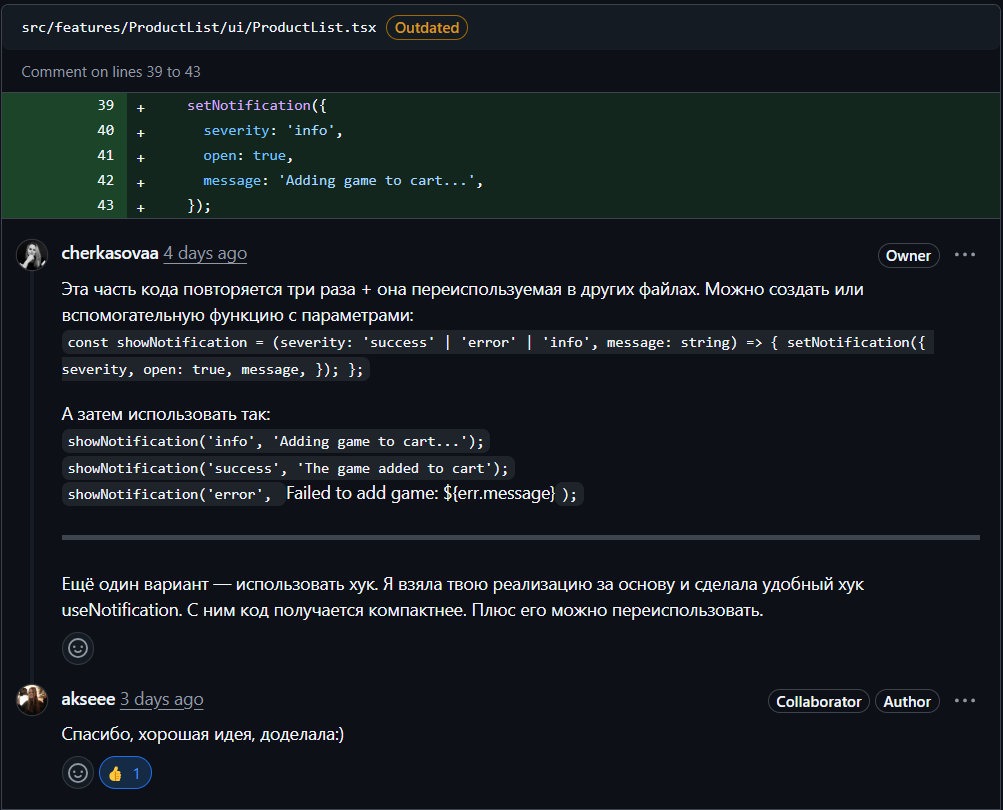 src/features/ProductList/ui/ProductList.tsx Outdated
Comment on lines 39 to 43
39 + setNotification({
40 + severity: 'info',
41 + open: true,
42 + message: 'Adding game to cart...',
43 + });
cherkasovaa 4 days ago Owner ...
Эта часть кода повторяется три раза + она переиспользуемая в других файлах. Можно создать или
вспомогательную функцию с параметрами:
const showNotification = (severity: 'success' | 'error' | 'info', message: string) => { setNotification({
severity, open: true, message, }); };
А затем использовать так:
showNotification('info', 'Adding game to cart...');
showNotification('success', 'The game added to cart');
showNotification('error', Failed to add game: ${err.message} );
Ещё один вариант — использовать хук. Я взяла твою реализацию за основу и сделала удобный хук
useNotification. С ним код получается компактнее. Плюс его можно переиспользовать.
akseee 3 days ago Collaborator Author ...
Спасибо, хорошая идея, доделала:)
👍 1